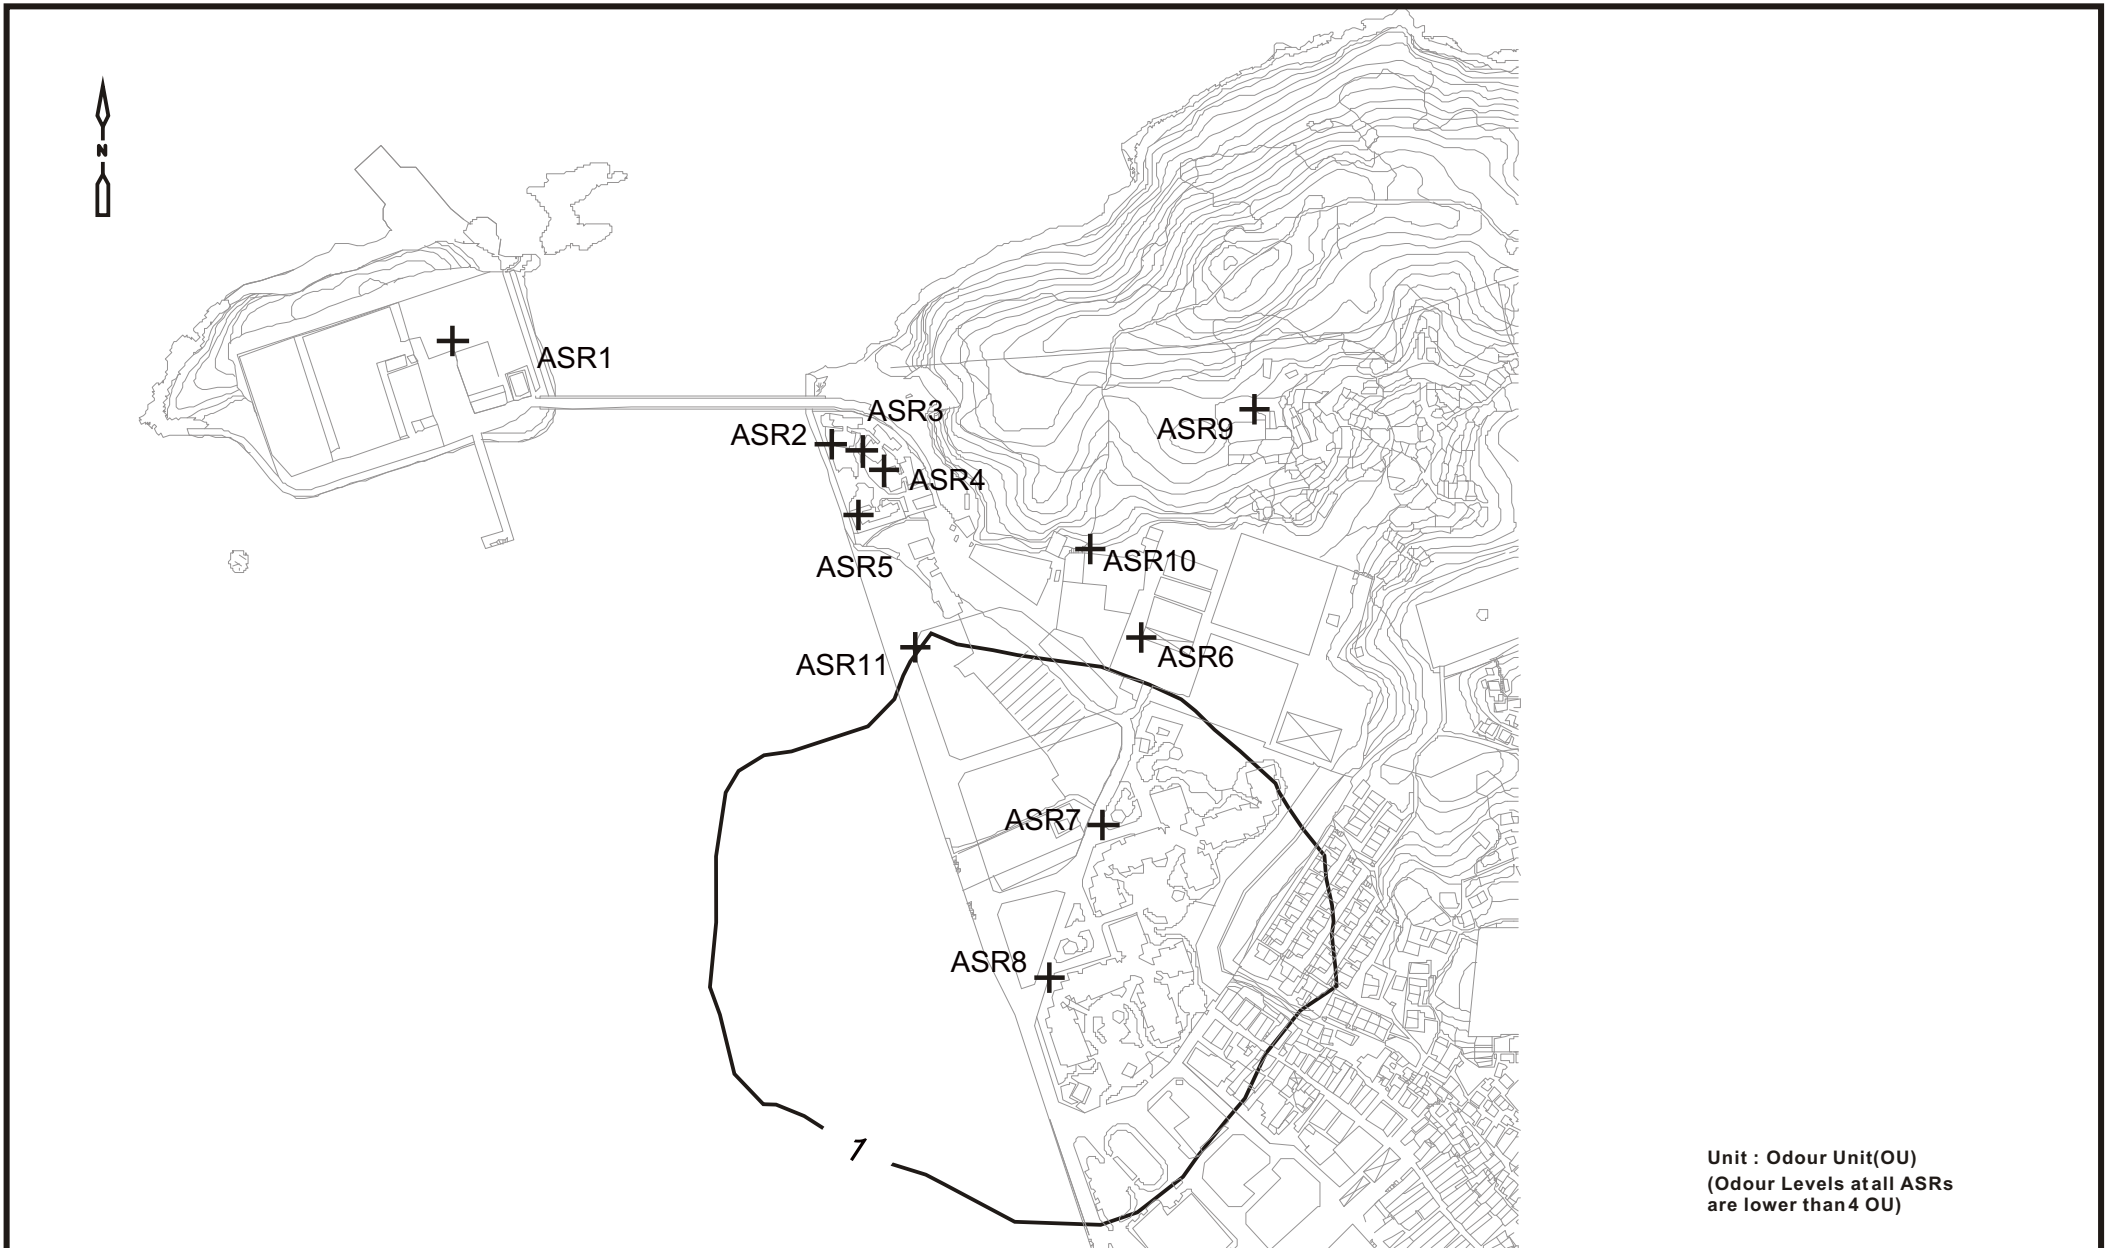 N
ASR1
ASR3
ASR2
ASR9
ASR4
ASR5
ASR10
ASR6
ASR11
ASR7
ASR8
1
Unit : Odour Unit(OU)
(Odour Levels at all ASRs
are lower than 4 OU)